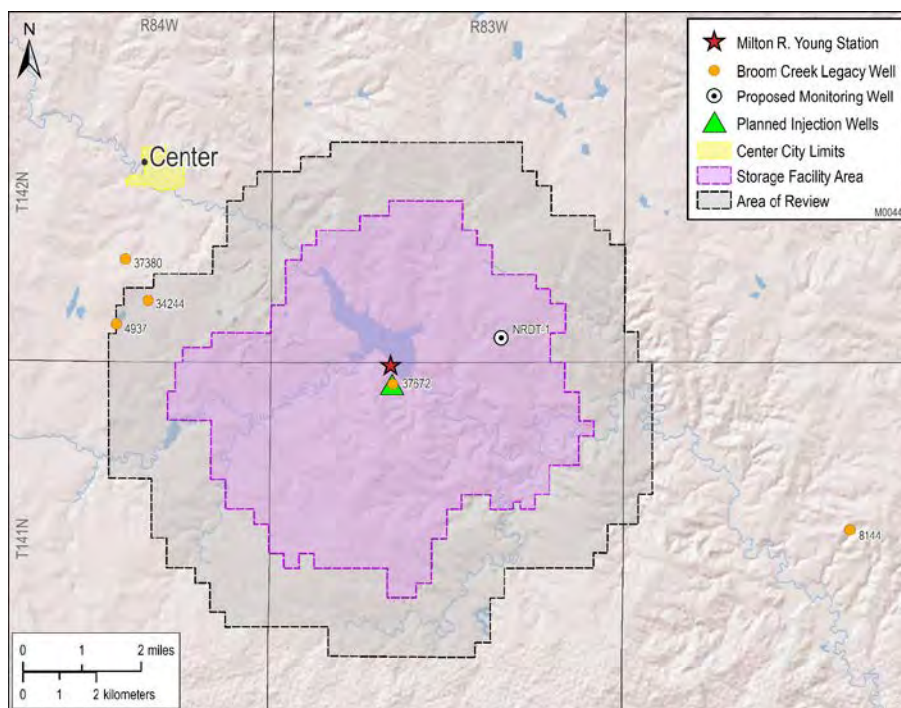 N
R84W
R83W
Milton R. Young Station
Broom Creek Legacy Well
Proposed Monitoring Well
Planned Injection Wells
Center City Limits
Storage Facility Area
Area of Review
M0044
Center
T142N
37380
34244
4937
NRDT-1
37672
T141N
8144
0 1 2 miles
0 1 2 kilometers